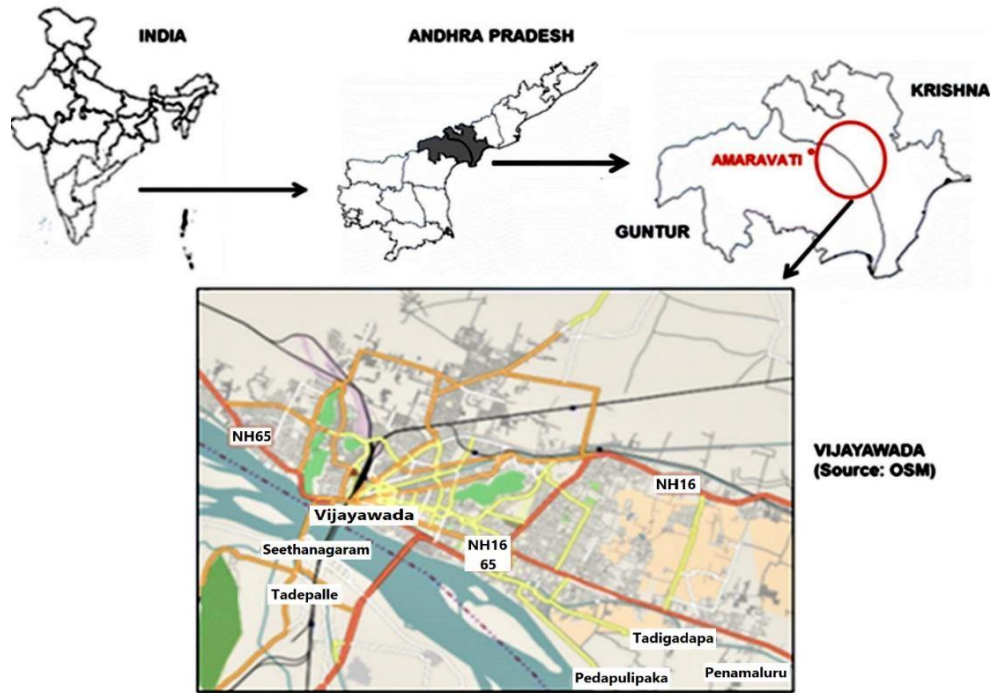 INDIA
ANDHRA PRADESH
KRISHNA
AMARAVATI
GUNTUR
NH65
Vijayawada
NH16
NH16
65
Seethanagaram
Tadepalle
Tadigadapa
Pedapulipaka
Penamaluru
VIJAYAWADA
(Source: OSM)